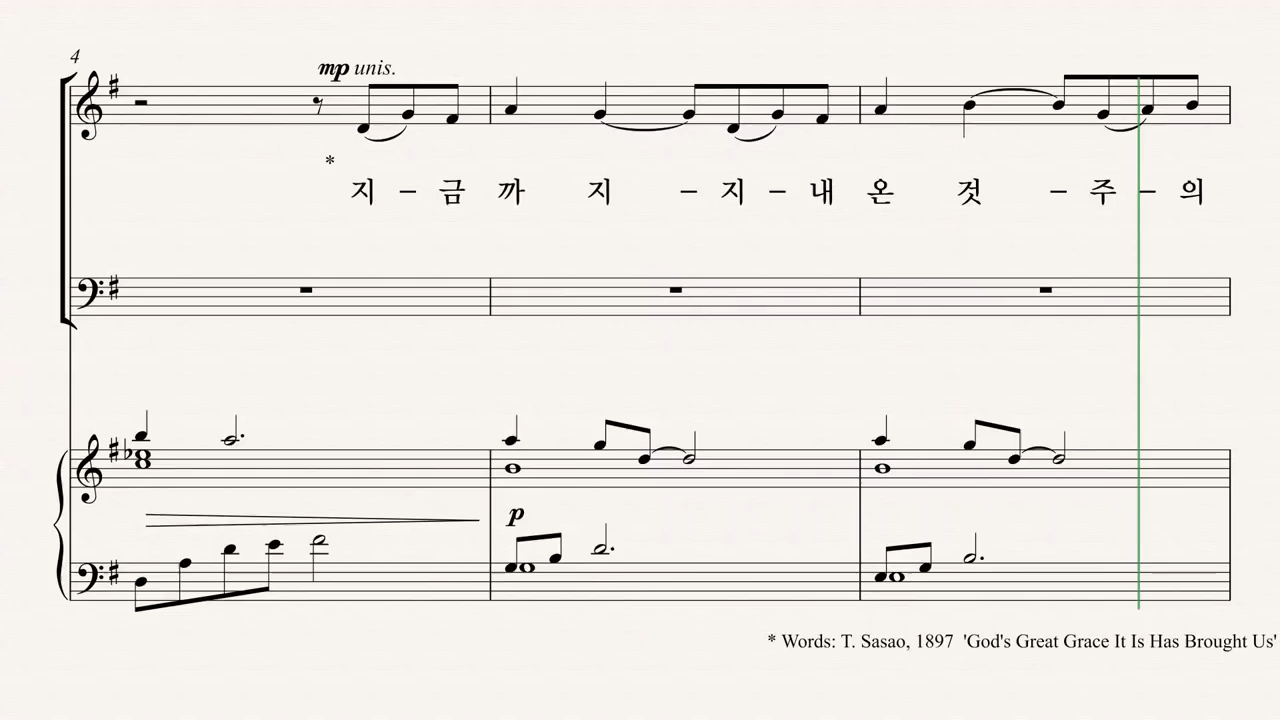 4
mp unis.
*
지 – 금 까 지 – 지 – 내 온 것 – 주 – 의
p
* Words: T. Sasao, 1897 'God's Great Grace It Is Has Brought Us'